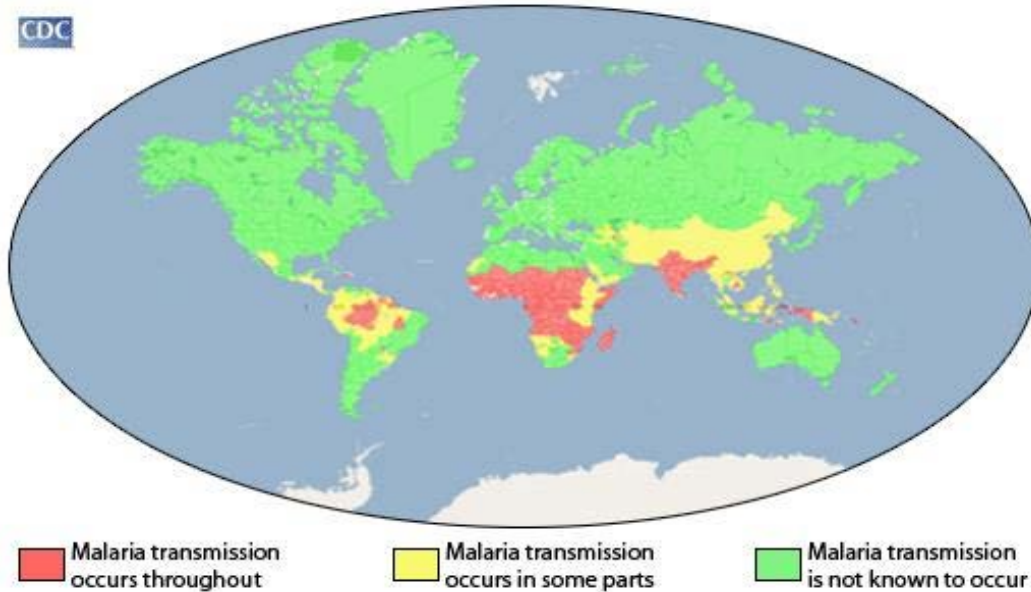 CDC
Malaria transmission
occurs throughout
Malaria transmission
occurs in some parts
Malaria transmission
is not known to occur